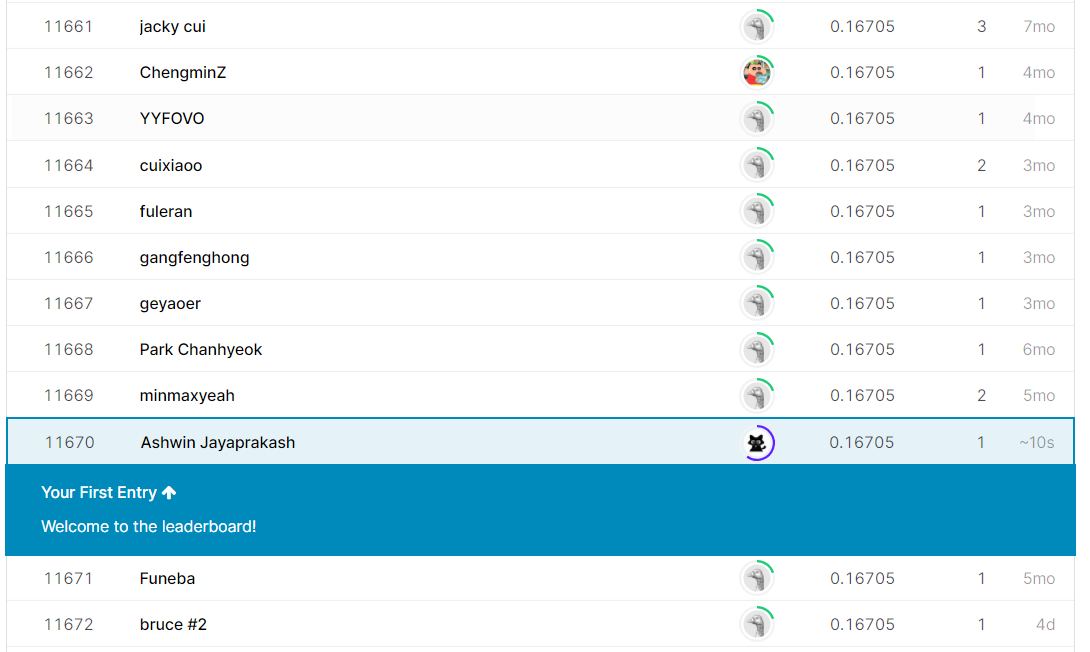 11661 jacky cui 0.16705 3 7mo
11662 ChengminZ 0.16705 1 4mo
11663 YYFOVO 0.16705 1 4mo
11664 cuixiaoo 0.16705 2 3mo
11665 fuleran 0.16705 1 3mo
11666 gangfenghong 0.16705 1 3mo
11667 geyaoer 0.16705 1 3mo
11668 Park Chanhyeok 0.16705 1 6mo
11669 minmaxyeah 0.16705 2 5mo
11670 Ashwin Jayaprakash 0.16705 1 ~10s
Your First Entry ↑
Welcome to the leaderboard!
11671 Funeba 0.16705 1 5mo
11672 bruce #2 0.16705 1 4d